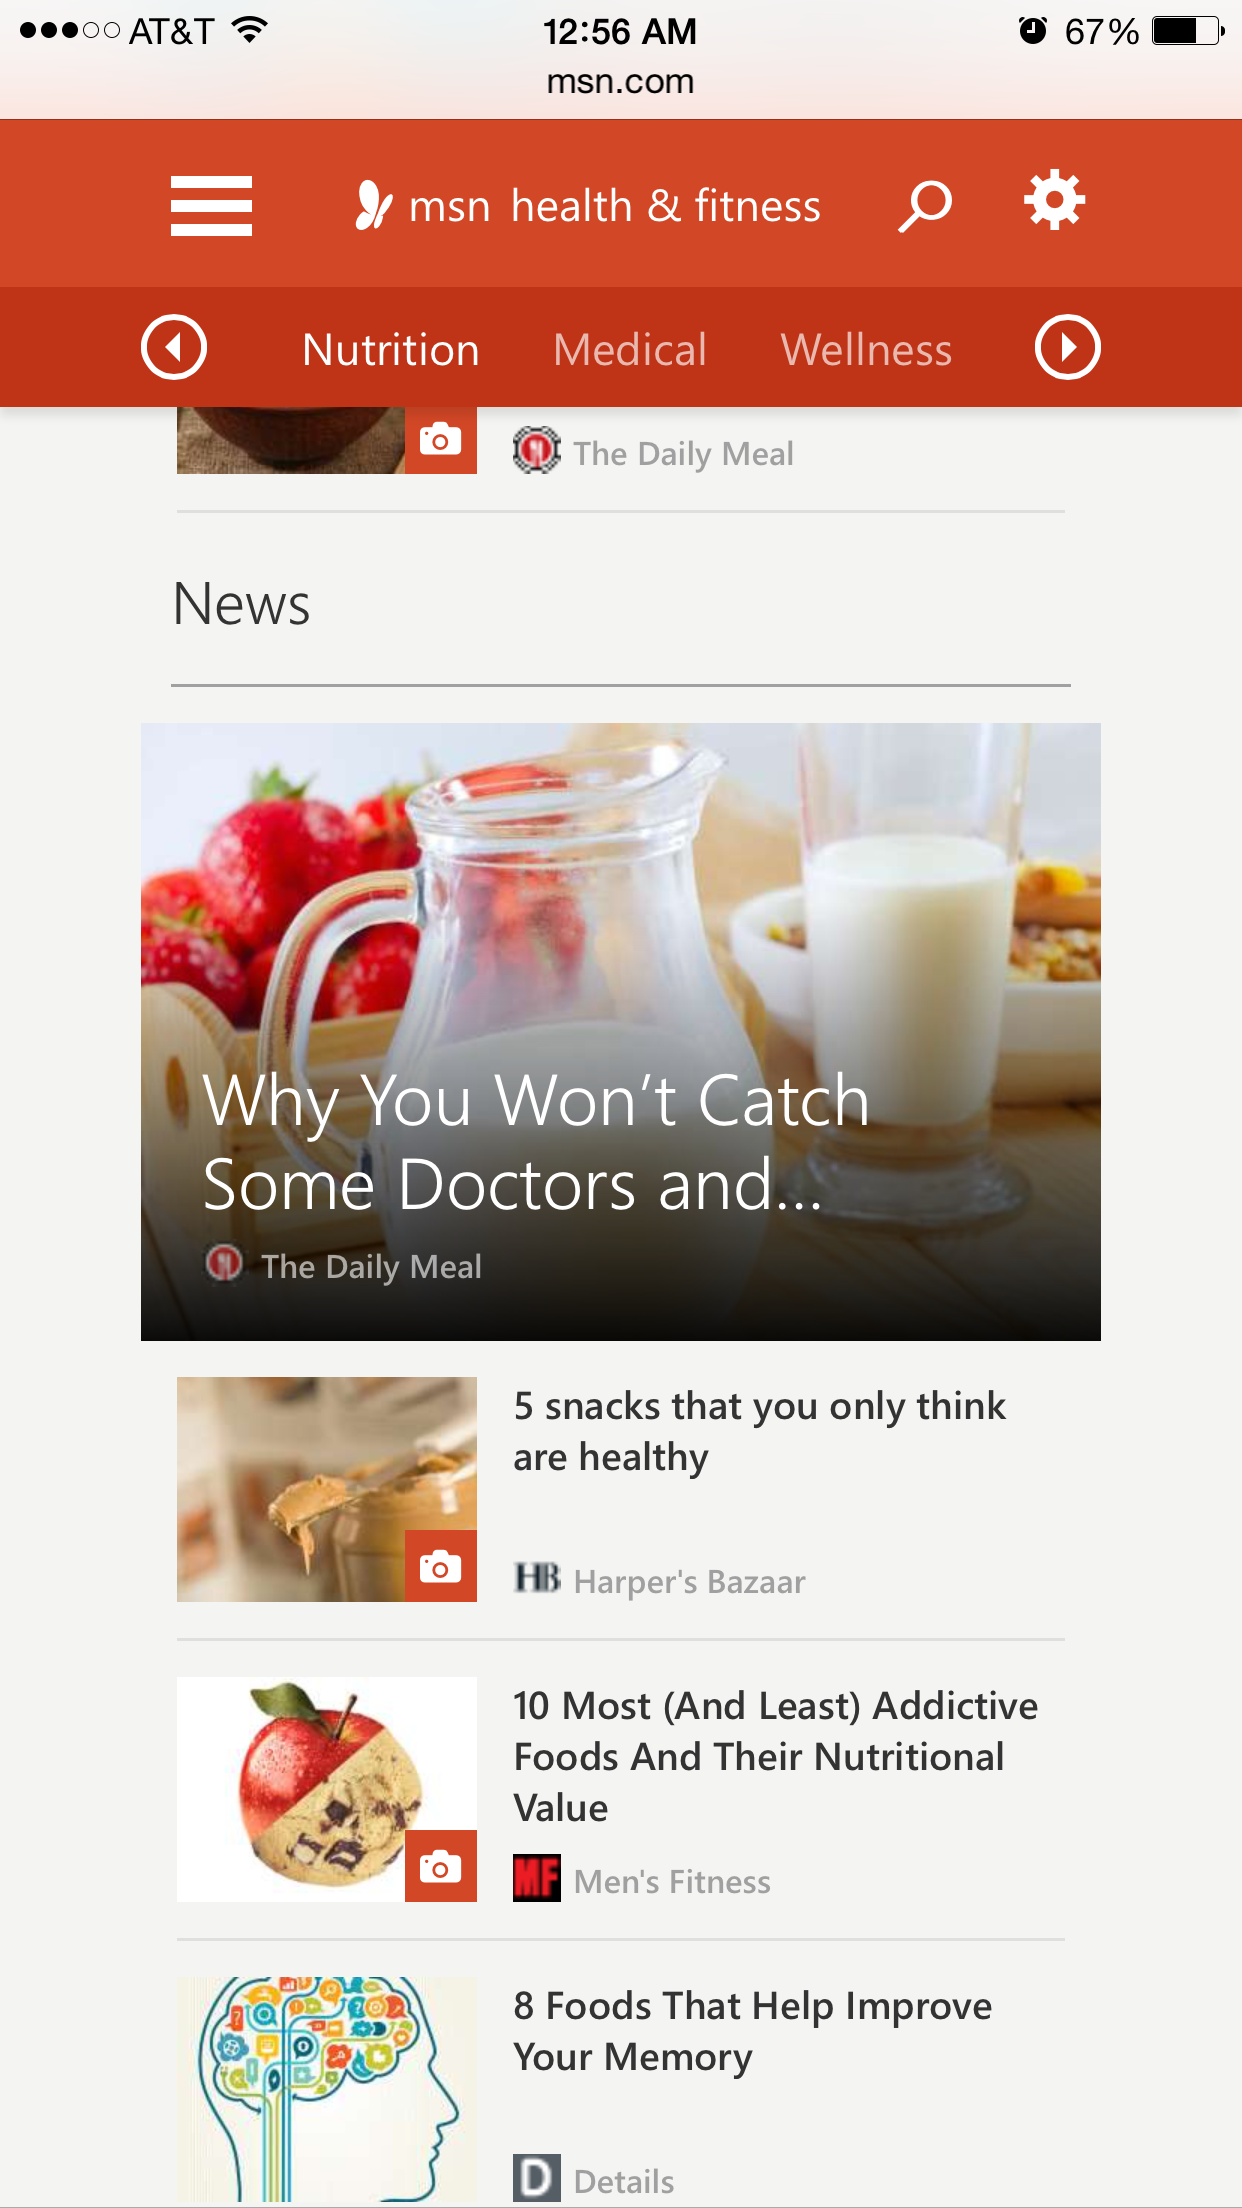 AT&T 12:56 AM 67%
msn.com
msn health & fitness
Nutrition Medical Wellness
The Daily Meal
News
Why You Won’t Catch
Some Doctors and...
The Daily Meal
5 snacks that you only think
are healthy
HB Harper's Bazaar
10 Most (And Least) Addictive
Foods And Their Nutritional
Value
MF Men's Fitness
8 Foods That Help Improve
Your Memory
D Details